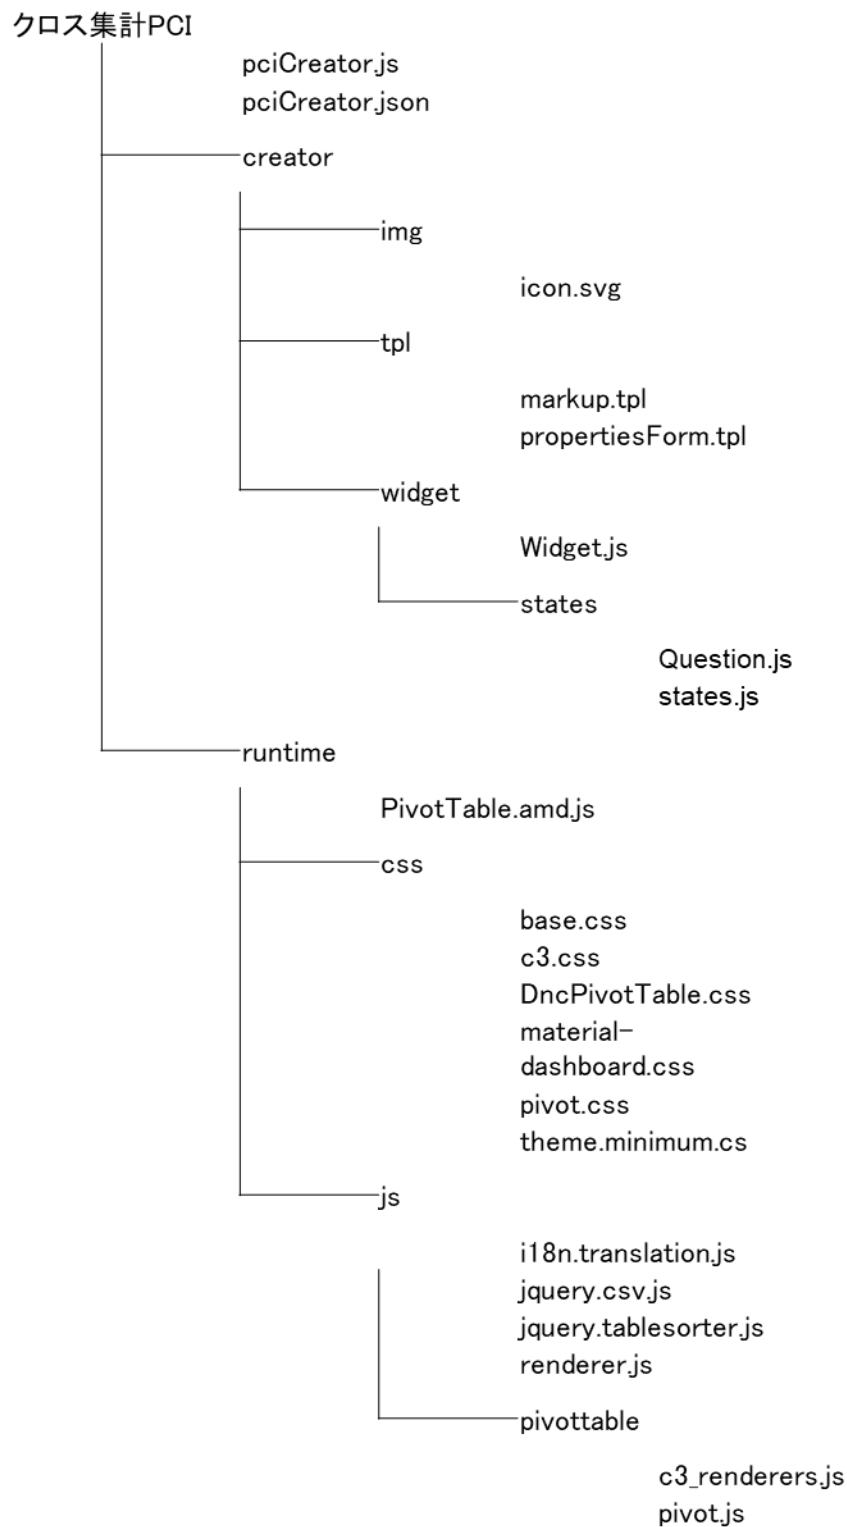 クロス集計PCI
pciCreator.js
pciCreator.json
creator
img
icon.svg
tpl
markup.tpl
propertiesForm.tpl
widget
Widget.js
states
Question.js
states.js
runtime
PivotTable.amd.js
css
base.css
c3.css
DncPivotTable.css
material-
dashboard.css
pivot.css
theme.minimum.cs
js
i18n.translation.js
jquery.csv.js
jquery.tablesorter.js
renderer.js
pivottable
c3_renderers.js
pivot.js